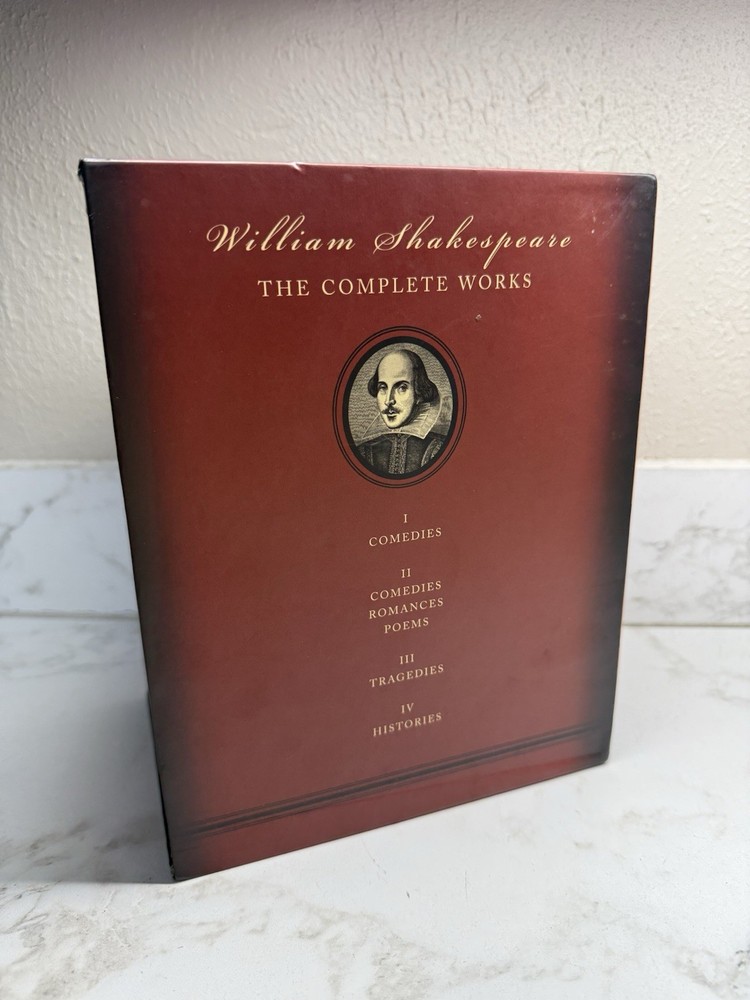 William Shakespeare
THE COMPLETE WORKS
I
COMEDIES
II
COMEDIES
ROMANCES
POEMS
III
TRAGEDIES
IV
HISTORIES